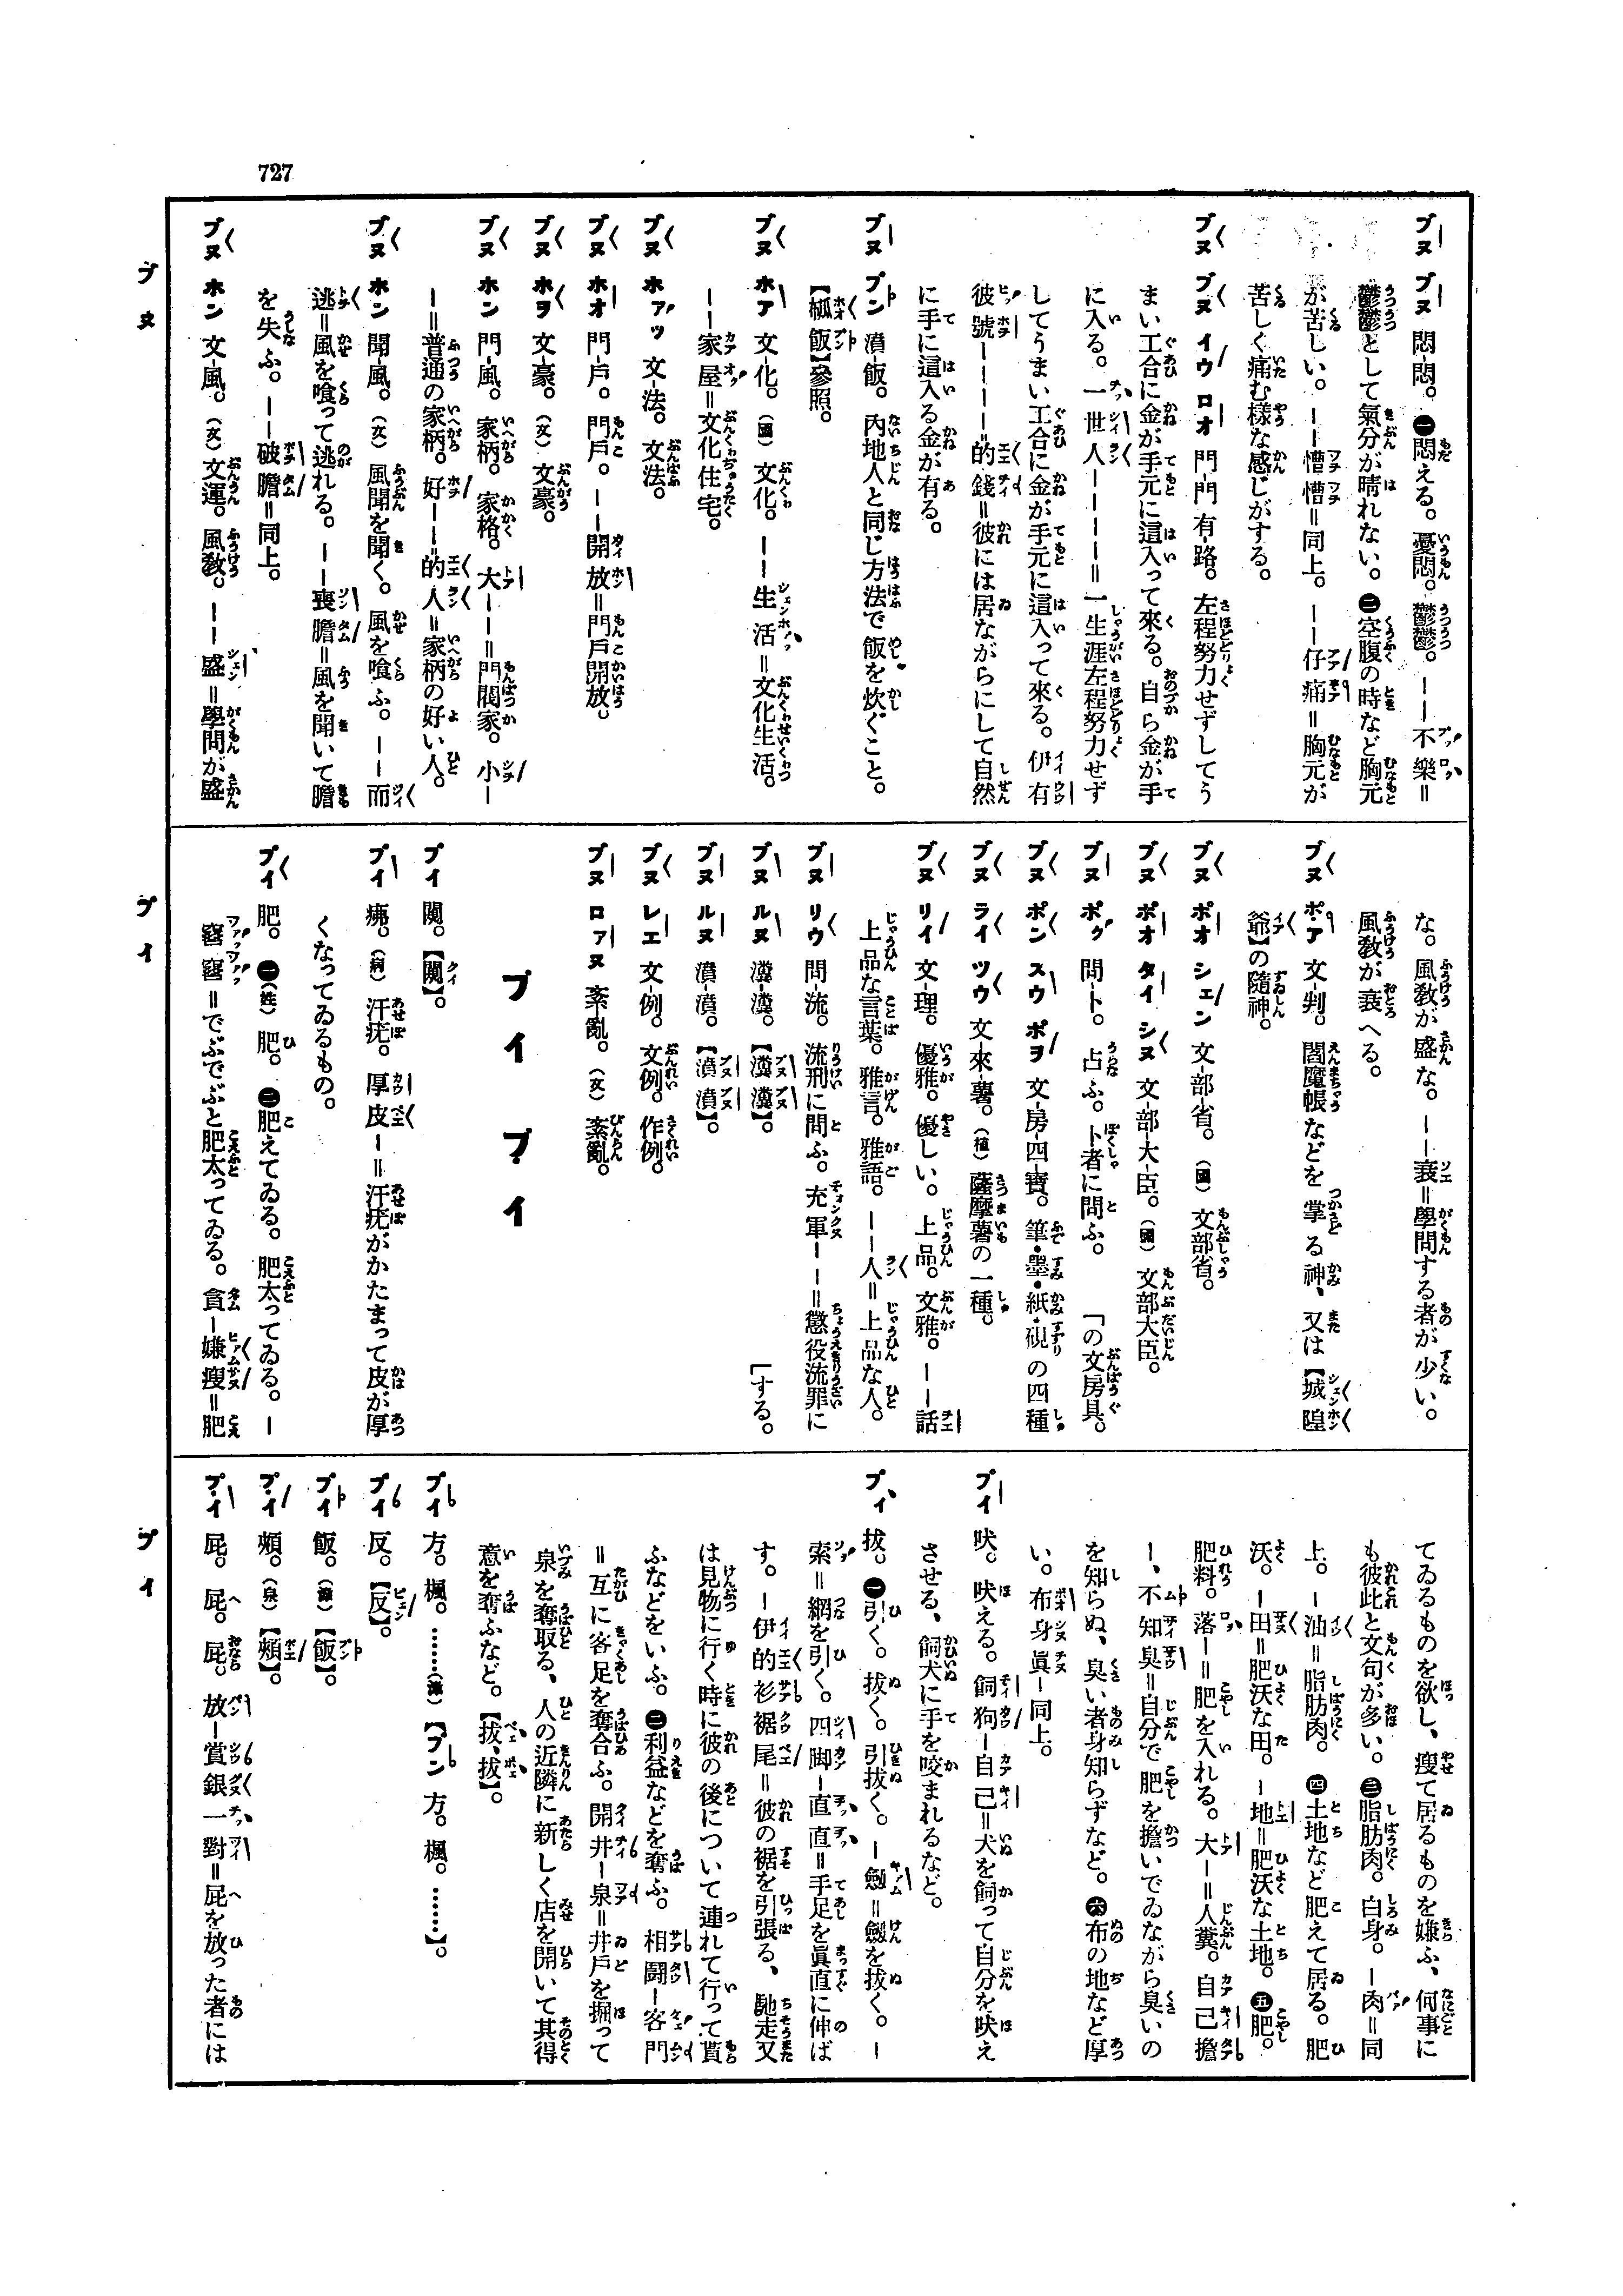 727
ブヌ ブヌ 悶-悶。㊀悶える。憂悶。鬱鬱。――不樂＝
鬱鬱として氣分が晴れない。㊁空腹の時など胸元
が苦しい。――慒慒＝同上。――仔痛＝胸元が
苦しく痛む樣な感じがする。
ブヌ ブヌ イウ ロオ 門-門 有-路。左程努力せずしてう
まい工合に金が手元に這入って來る。自ら金が手
に入る。一世人――――＝一生涯左程努力せず
してうまい工合に金が手元に這入って來る。伊有
彼號――――的錢＝彼には居ながらにして自然
に手に這入る金が有る。
ブヌ プン 濆-飯。內地人と同じ方法で飯を炊ぐこと。
【柧飯】參照。
ブヌ ホア 文-化。（國）文化。――生活＝文化生活。
――家屋＝文化住宅。
ブヌ ホァッ 文-法。文法。
ブヌ ホオ 門-戶。門戶。――開放＝門戶開放。
ブヌ ホヲ 文-豪。（文）文豪。
ブヌ ホン 門-風。家柄。家格。大――＝門閥家。小―
―＝普通の家柄。好――的人＝家柄の好い人。
ブヌ ホン 聞-風。（文）風聞を聞く。風を喰ふ。――而
逃＝風を喰って逃れる。――喪膽＝風を聞いて膽
を失ふ。――破膽＝同上。
ブヌ ホン 文-風。（文）文運。風敎。――盛＝學問が盛
な。風敎が盛な。――衰＝學問する者が少い。
風敎が衰へる。
ブヌ ポア 文-判。閻魔帳などを掌る神、又は【城隍
爺】の隨神。
ブヌ ポオ シェン 文-部-省。（國）文部省。
ブヌ ポオ タイ シヌ 文-部-大-臣。（國）文部大臣。
ブヌ ポッ 問-卜。占ふ。卜者に問ふ。「の文房具。
ブヌ ポン スウ ポヲ 文-房-四-寶。筆・墨・紙・硯の四種
ブヌ ライ ツウ 文-來-薯。（植）薩摩薯の一種。
ブヌ リイ 文-理。優雅。優しい。上品。文雅。――話
上品な言葉。雅言。雅語。――人＝上品な人。
ブヌ リウ 問-流。流刑に問ふ。充軍――＝懲役流罪に
ブヌ ルヌ 瀵-瀵。【瀵瀵】。「する。
ブヌ ルヌ 濆-濆。【濆濆】。
ブヌ レエ 文-例。文例。作例。
ブヌ ロァヌ 紊-亂。（文）紊亂。
プイ プイ
プイ 闠。【闠】。
プイ 疿。（病）汗疣。厚皮―＝汗疣がかたまって皮が厚
くなってゐるもの。
プイ 肥。㊀（姓）肥。㊁肥えてゐる。肥太ってゐる。―
＝でぶでぶと肥太ってゐる。貪―嫌瘦＝肥
てゐるものを欲し、瘦て居るものを嫌ふ、何事に
も彼此と文句が多い。㊂脂肪肉。白身。―肉＝同
上。―油＝脂肪肉。㊃土地など肥えて居る。肥
沃。―田＝肥沃な田。―地＝肥沃な土地。㊄肥。
肥料。落―＝肥を入れる。大―＝人糞。自己擔
―、不知臭＝自分で肥を擔いでゐながら臭いの
を知らぬ、臭い者身知らずなど。㊅布の地など厚
い。布身眞―同上。
プイ 吠。吠える。飼狗―自己＝犬を飼って自分を吠え
させる、飼犬に手を咬まれるなど。
プイ 拔。㊀引く。拔く。引拔く。―劍＝劍を拔く。―
索＝綱を引く。四脚―直直＝手足を眞直に伸ば
す。―伊的衫裾尾＝彼の裾を引張る、馳走又
は見物に行く時に彼の後について連れて行って貰
ふなどをいふ。㊁利益などを奪ふ。相鬪―客門
＝互に客足を奪合ふ。開井―泉＝井戶を掘って
泉を奪取る、人の近隣に新しく店を開いて其得
意を奪ふなど。【拔、拔】。
プイ 方。楓。……（漳）【プン 方。楓。……】。
プイ 反。【反】。
プイ 飯。（漳）【飯】。
プイ 頰。（泉）【頰】。
プイ 屁。屁。屁。放―賞銀一對＝屁を放った者には
ブヌ
プイ
プイ